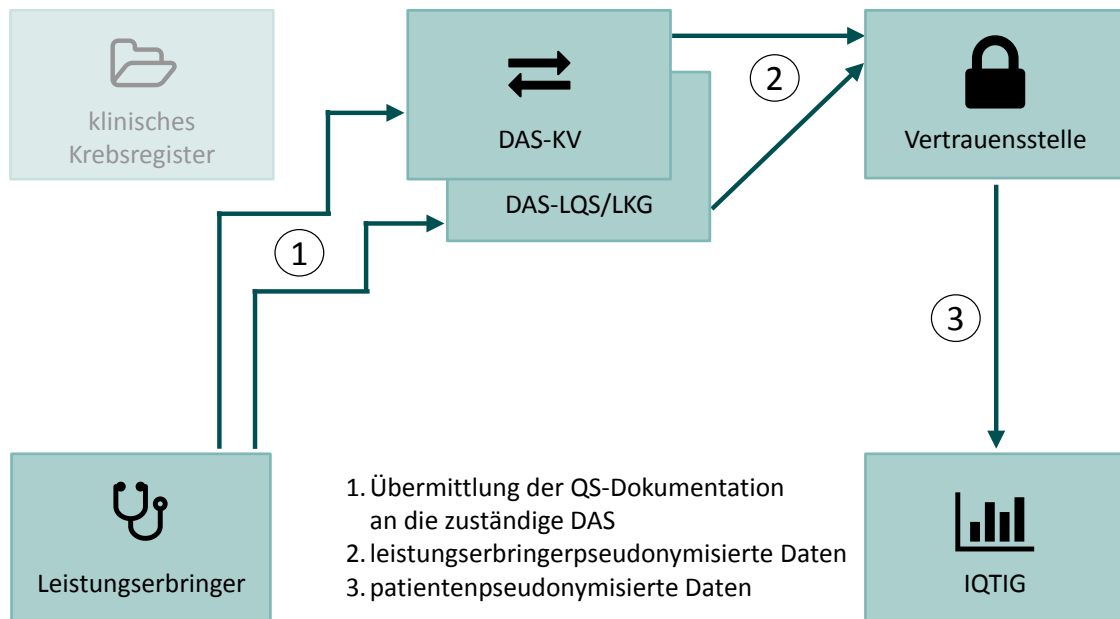 klinisches
Krebsregister
DAS-KV
DAS-LQS/LKG
Vertrauensstelle
1
2
3
Leistungserbringer
1. Übermittlung der QS-Dokumentation
an die zuständige DAS
2. leistungserbringerpseudonymisierte Daten
3. patientenpseudonymisierte Daten
IQTIG